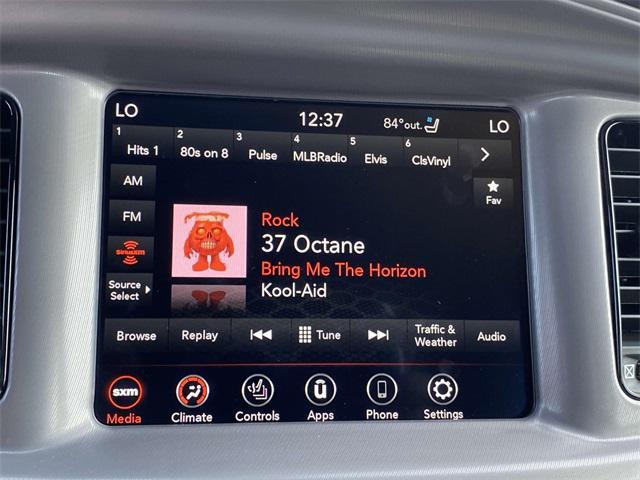 LO
12:37
84° out.
LO
1 Hits 1
2 80s on 8
3 Pulse
4 MLBRadio
5 Elvis
6 ClsVinyl
AM
FM
SiriusXM
Source
Select
Fav
Rock
37 Octane
Bring Me The Horizon
Kool-Aid
Browse
Replay
Tune
Traffic &
Weather
Audio
sxm
Media
Climate
Controls
Apps
Phone
Settings